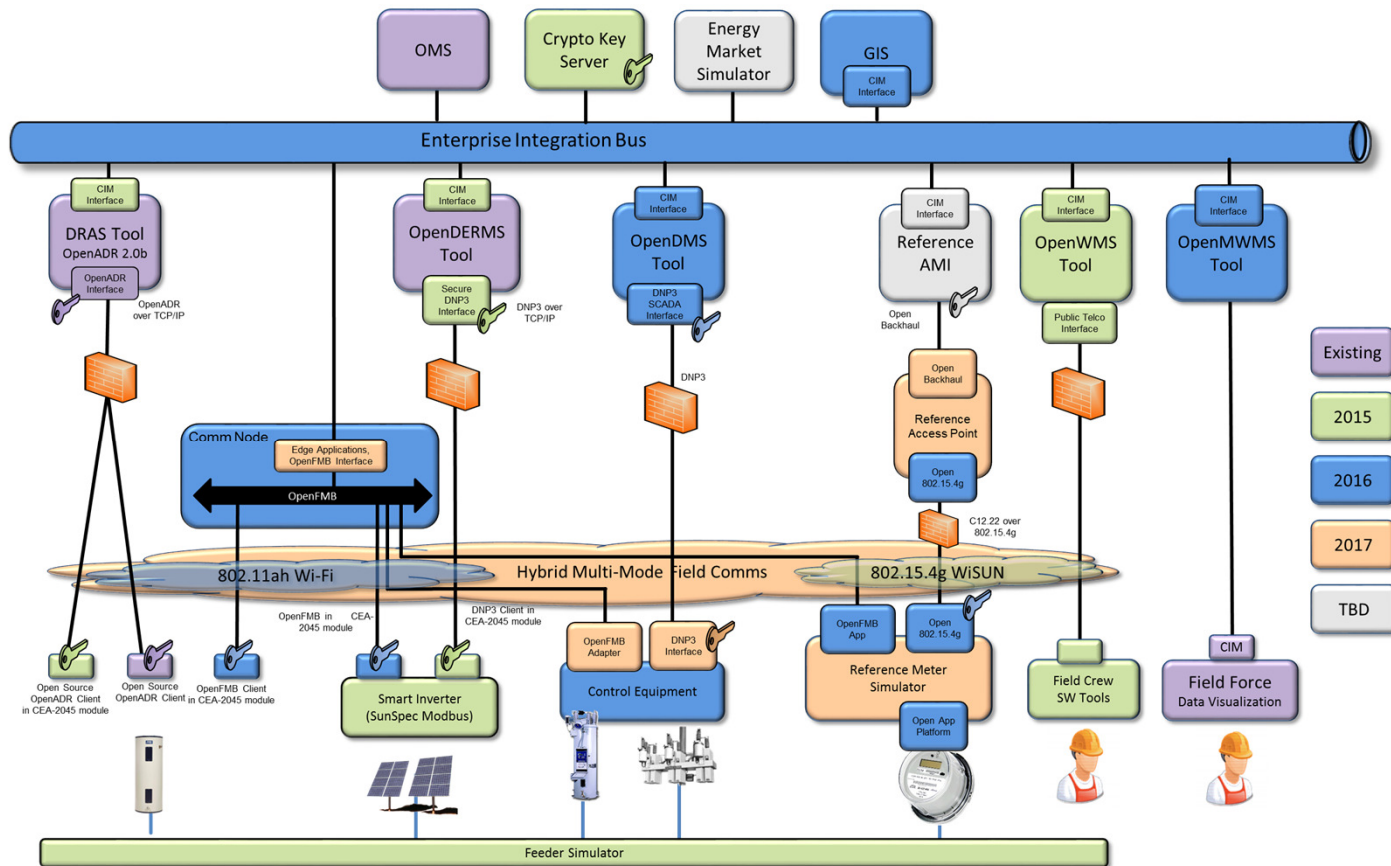 OMS
Crypto Key
Server
Energy
Market
Simulator
GIS
CIM
Interface
Enterprise Integration Bus
CIM
Interface
DRAS Tool
OpenADR 2.0b
OpenADR
Interface
OpenADR
over TCP/IP
CIM
Interface
OpenDERMS
Tool
Secure
DNP3
Interface
DNP3 over
TCP/IP
CIM
Interface
OpenDMS
Tool
DNP3
SCADA
Interface
DNP3
CIM
Interface
Reference
AMI
Open
Backhaul
Open
Backhaul
Reference
Access Point
Open
802.15.4g
C12.22 over
802.15.4g
CIM
Interface
OpenWMS
Tool
Public Telco
Interface
CIM
Interface
OpenMWMS
Tool
Existing
2015
2016
2017
TBD
Comm Node
Edge Applications,
OpenFMB Interface
OpenFMB
802.11ah Wi-Fi
Hybrid Multi-Mode Field Comms
802.15.4g WiSUN
OpenFMB in CEA-
2045 module
DNP3 Client in
CEA-2045 module
Open Source
OpenADR Client
in CEA-2045 module
Open Source
OpenADR Client
OpenFMB Client
in CEA-2045 module
Smart Inverter
(SunSpec Modbus)
OpenFMB
Adapter
DNP3
Interface
Control Equipment
OpenFMB
App
Open
802.15.4g
Reference Meter
Simulator
Open App
Platform
Field Crew
SW Tools
CIM
Field Force
Data Visualization
Feeder Simulator